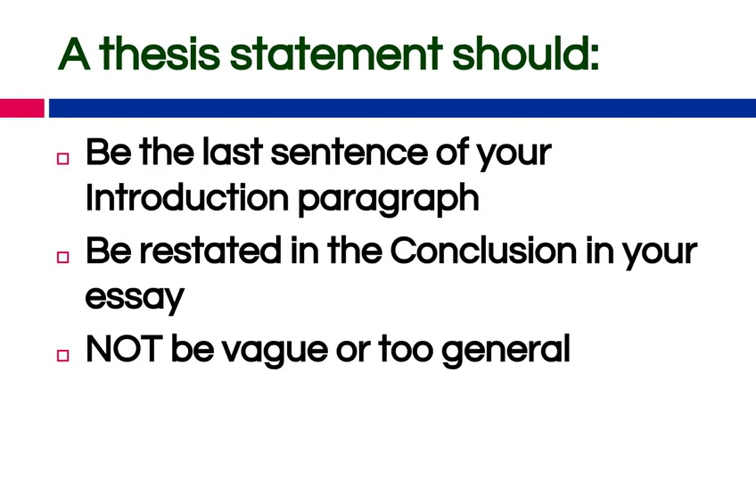 A thesis statement should:
Be the last sentence of your
Introduction paragraph
Be restated in the Conclusion in your
essay
NOT be vague or too general